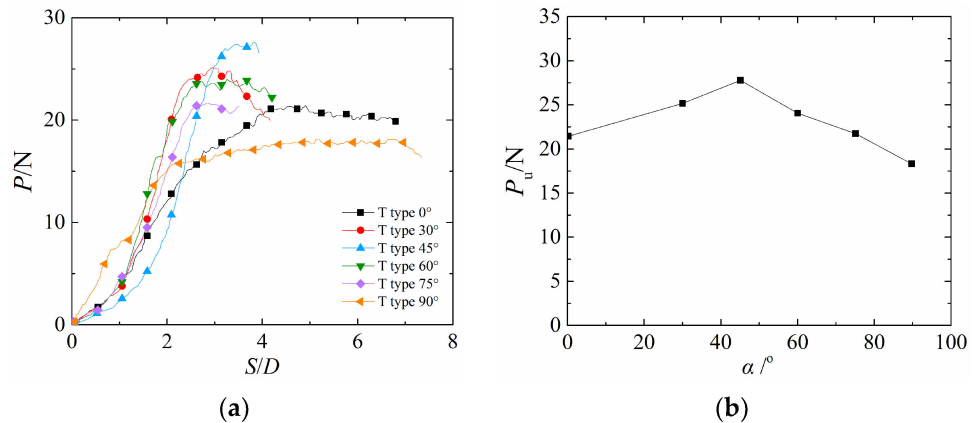 30
20
10
0
P/N
0
2
4
6
8
S/D
T type 0°
T type 30°
T type 45°
T type 60°
T type 75°
T type 90°
(a)
35
30
25
20
15
10
5
0
Pu/N
0
20
40
60
80
100
α /°
(b)